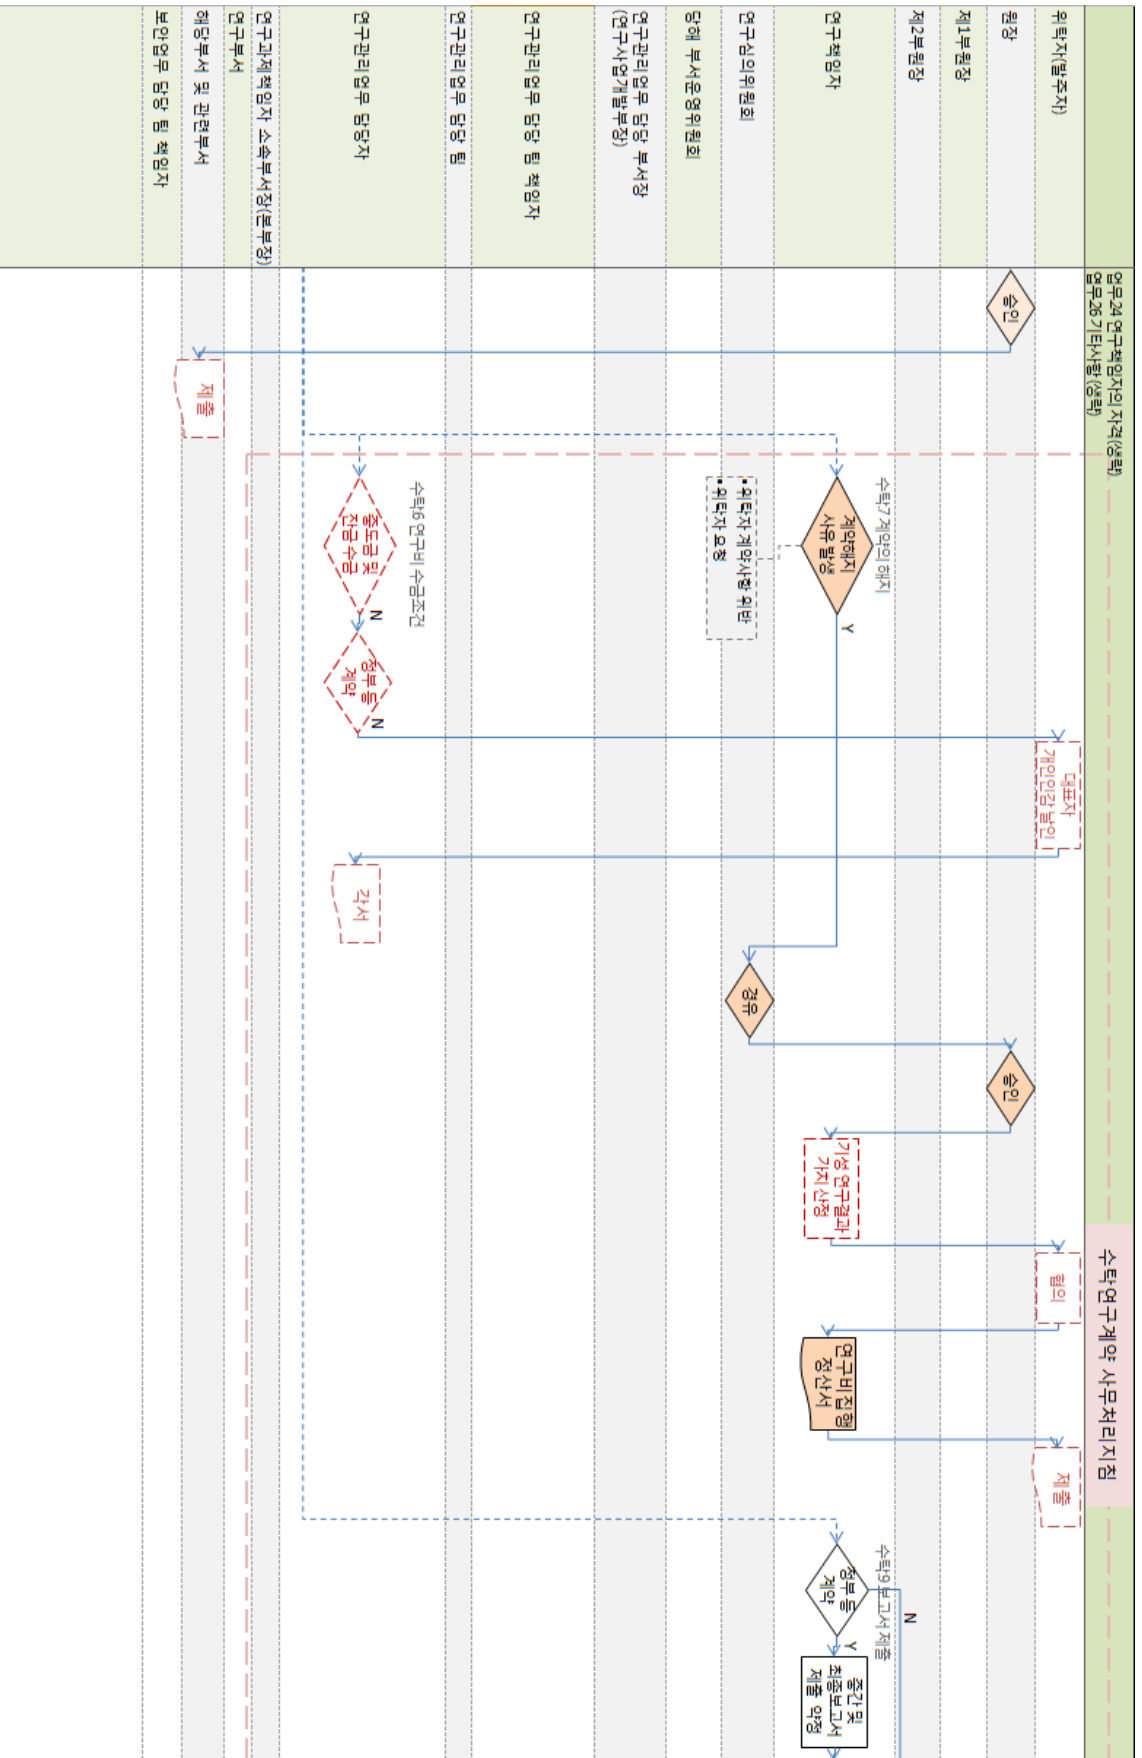 업무24 연구책임자의 자격(생략)
업무26 기타사항 (생략)
수탁연구계약 사무처리지침
위탁자(발주자)
원장
제1부원장
제2부원장
연구책임자
연구심의위원회
당해 부서운영위원회
연구관리업무 담당 부서장
(연구사업개발부장)
연구관리업무 담당 팀 책임자
연구관리업무 담당 팀
연구관리업무 담당자
연구과제책임자 소속부서장(본부장)
연구부서
해당부서 및 관련부서
보안업무 담당 팀 책임자
승인
제출
수탁7 계약의 해지
계약해지
사유 발생
Y
▪위탁자 계약사항 위반
▪위탁자 요청
수탁6 연구비 수금조건
중도금 및
잔금 수금
N
정부 등
계약
N
대표자
개인인감 날인
각서
경유
승인
기성 연구결과
가치 산정
협의
연구비집행
정산서
제출
수탁9 보고서 제출
정부 등
계약
N
Y
중간 및
최종보고서
제출 약정